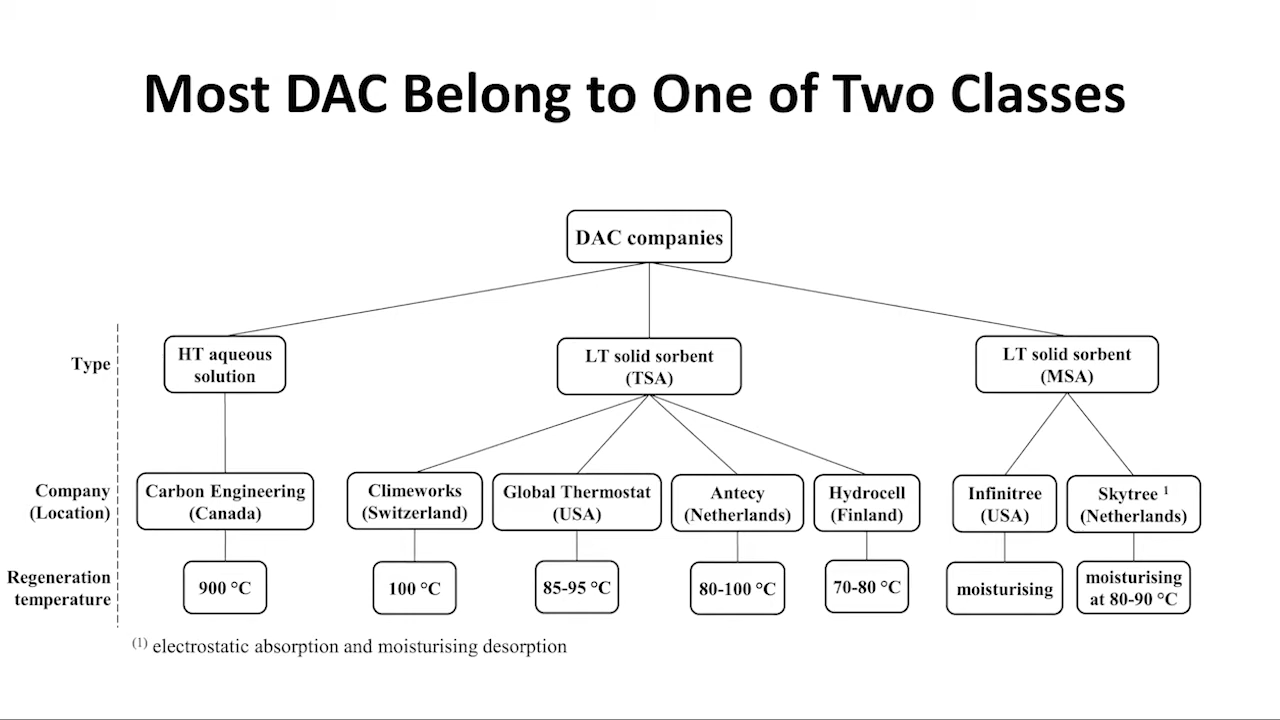 Most DAC Belong to One of Two Classes
DAC companies
Type
HT aqueous
solution
LT solid sorbent
(TSA)
LT solid sorbent
(MSA)
Company
(Location)
Carbon Engineering
(Canada)
Climeworks
(Switzerland)
Global Thermostat
(USA)
Antecy
(Netherlands)
Hydrocell
(Finland)
Infinitree
(USA)
Skytree ¹
(Netherlands)
Regeneration
temperature
900 °C
100 °C
85-95 °C
80-100 °C
70-80 °C
moisturising
moisturising
at 80-90 °C
⁽¹⁾ electrostatic absorption and moisturising desorption